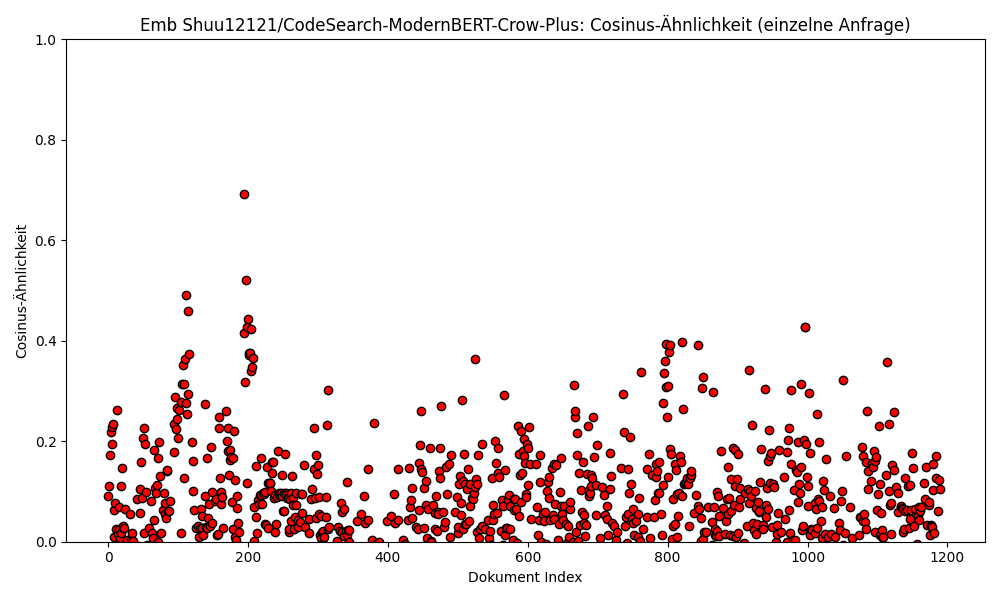 Emb Shuu12121/CodeSearch-ModernBERT-Crow-Plus: Cosinus-Ähnlichkeit (einzelne Anfrage)
1.0
0.8
0.6
0.4
0.2
0.0
Cosinus-Ähnlichkeit
0 200 400 600 800 1000 1200
Dokument Index